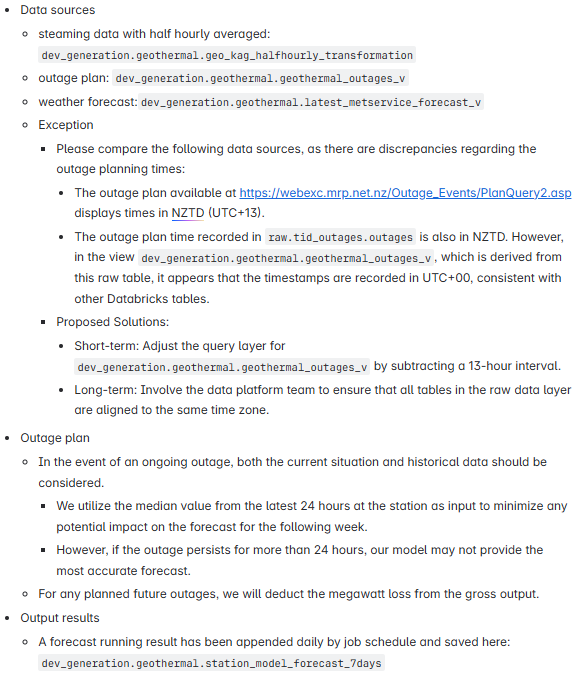 Data sources
steaming data with half hourly averaged:
dev_generation.geothermal.geo_kag_halfhourly_transformation
outage plan: dev_generation.geothermal.geothermal_outages_v
weather forecast: dev_generation.geothermal.latest_metservice_forecast_v
Exception
Please compare the following data sources, as there are discrepancies regarding the
outage planning times:
The outage plan available at https://webexc.mrp.net.nz/Outage_Events/PlanQuery2.asp
displays times in NZTD (UTC+13).
The outage plan time recorded in raw.tid_outages.outages is also in NZTD. However,
in the view dev_generation.geothermal.geothermal_outages_v , which is derived from
this raw table, it appears that the timestamps are recorded in UTC+00, consistent with
other Databricks tables.
Proposed Solutions:
Short-term: Adjust the query layer for
dev_generation.geothermal.geothermal_outages_v by subtracting a 13-hour interval.
Long-term: Involve the data platform team to ensure that all tables in the raw data layer
are aligned to the same time zone.
Outage plan
In the event of an ongoing outage, both the current situation and historical data should be
considered.
We utilize the median value from the latest 24 hours at the station as input to minimize any
potential impact on the forecast for the following week.
However, if the outage persists for more than 24 hours, our model may not provide the
most accurate forecast.
For any planned future outages, we will deduct the megawatt loss from the gross output.
Output results
A forecast running result has been appended daily by job schedule and saved here:
dev_generation.geothermal.station_model_forecast_7days